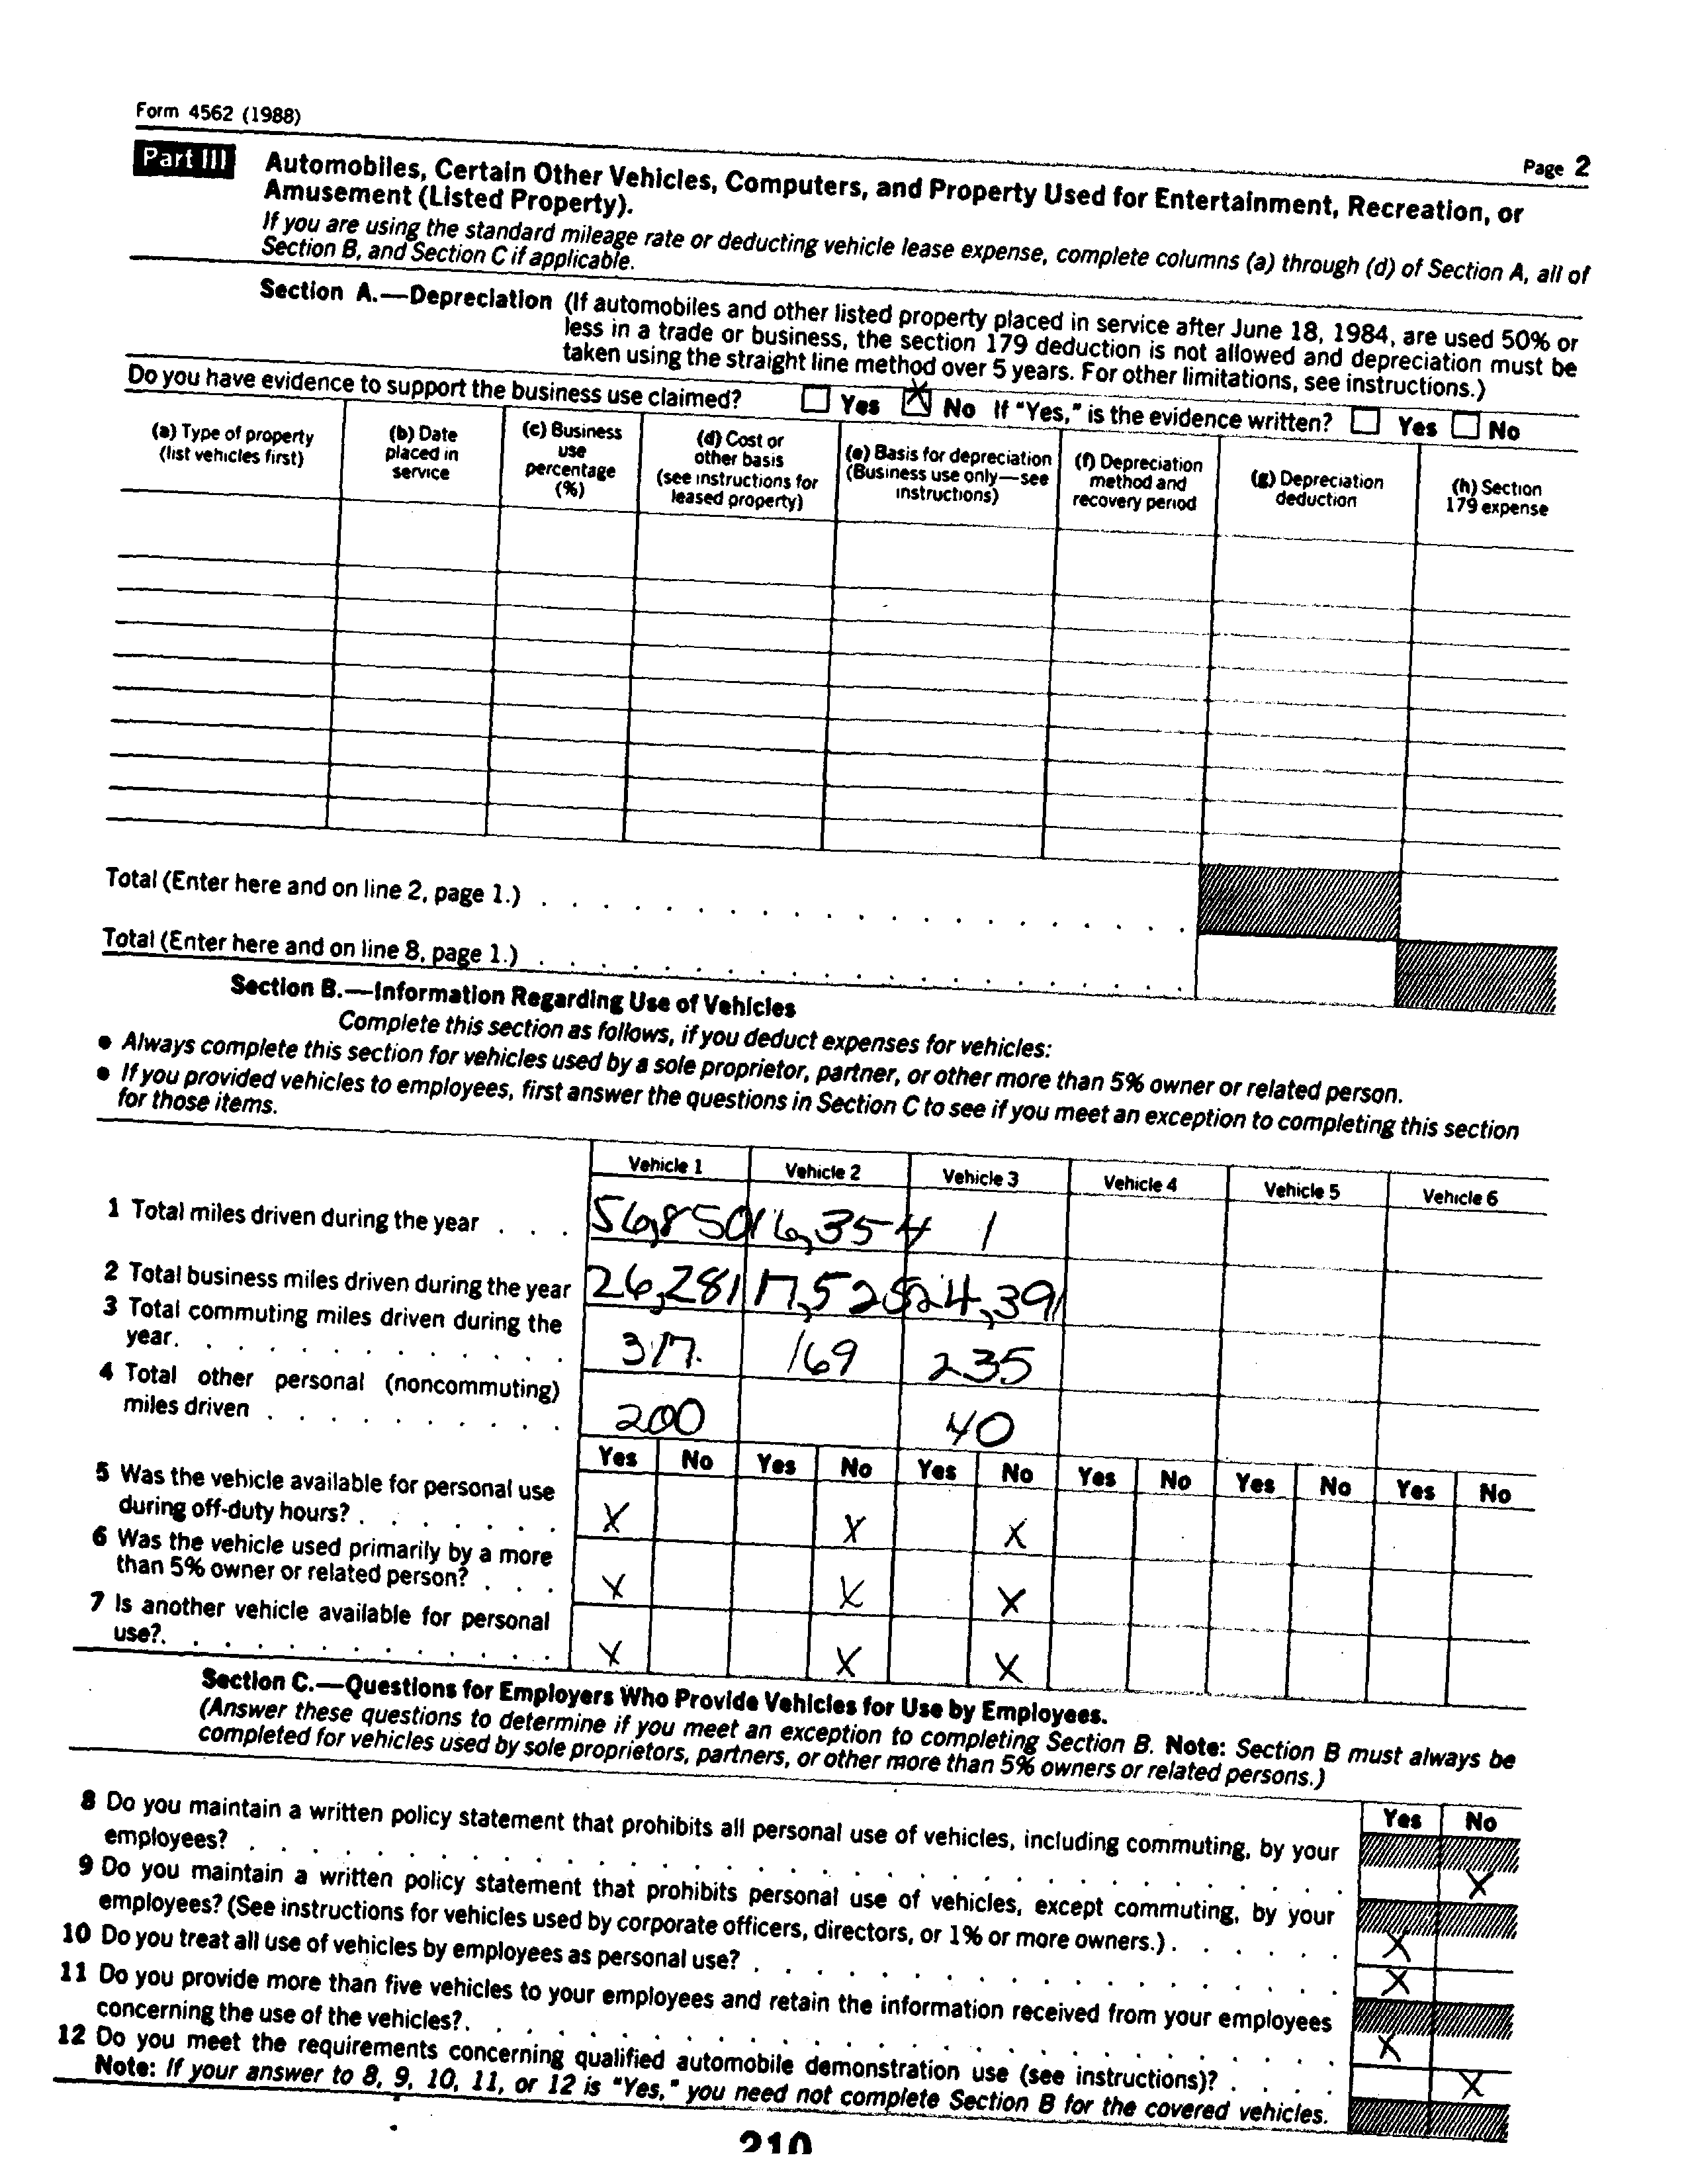 Form 4562 (1988)
Page 2
Part III
Automobiles, Certain Other Vehicles, Computers, and Property Used for Entertainment, Recreation, or
Amusement (Listed Property).
If you are using the standard mileage rate or deducting vehicle lease expense, complete columns (a) through (d) of Section A, all of
Section B, and Section C if applicable.
Section A.—Depreciation (If automobiles and other listed property placed in service after June 18, 1984, are used 50% or
less in a trade or business, the section 179 deduction is not allowed and depreciation must be
taken using the straight line method over 5 years. For other limitations, see instructions.)
Do you have evidence to support the business use claimed? Yes X No If "Yes," is the evidence written? Yes No
(a) Type of property
(list vehicles first)
(b) Date
placed in
service
(c) Business
use
percentage
(%)
(d) Cost or
other basis
(see instructions for
leased property)
(e) Basis for depreciation
(Business use only—see
instructions)
(f) Depreciation
method and
recovery period
(g) Depreciation
deduction
(h) Section
179 expense
Total (Enter here and on line 2, page 1.)
Total (Enter here and on line 8, page 1.)
Section B.—Information Regarding Use of Vehicles
Complete this section as follows, if you deduct expenses for vehicles:
● Always complete this section for vehicles used by a sole proprietor, partner, or other more than 5% owner or related person.
● If you provided vehicles to employees, first answer the questions in Section C to see if you meet an exception to completing this section
for those items.
Vehicle 1 Vehicle 2 Vehicle 3 Vehicle 4 Vehicle 5 Vehicle 6
1 Total miles driven during the year . . . 56,850 16,354 1
2 Total business miles driven during the year 26,281 17,525 24,391
3 Total commuting miles driven during the
year. 317. 169 235
4 Total other personal (noncommuting)
miles driven 200 40
Yes No Yes No Yes No Yes No Yes No Yes No
5 Was the vehicle available for personal use
during off-duty hours? X X X
6 Was the vehicle used primarily by a more
than 5% owner or related person? X X X
7 Is another vehicle available for personal
use?. X X X
Section C.—Questions for Employers Who Provide Vehicles for Use by Employees.
(Answer these questions to determine if you meet an exception to completing Section B. Note: Section B must always be
completed for vehicles used by sole proprietors, partners, or other more than 5% owners or related persons.)
Yes No
8 Do you maintain a written policy statement that prohibits all personal use of vehicles, including commuting, by your
employees? X
9 Do you maintain a written policy statement that prohibits personal use of vehicles, except commuting, by your
employees? (See instructions for vehicles used by corporate officers, directors, or 1% or more owners.) X
10 Do you treat all use of vehicles by employees as personal use? X
11 Do you provide more than five vehicles to your employees and retain the information received from your employees
concerning the use of the vehicles?. X
12 Do you meet the requirements concerning qualified automobile demonstration use (see instructions)? X
Note: If your answer to 8, 9, 10, 11, or 12 is "Yes," you need not complete Section B for the covered vehicles.
210